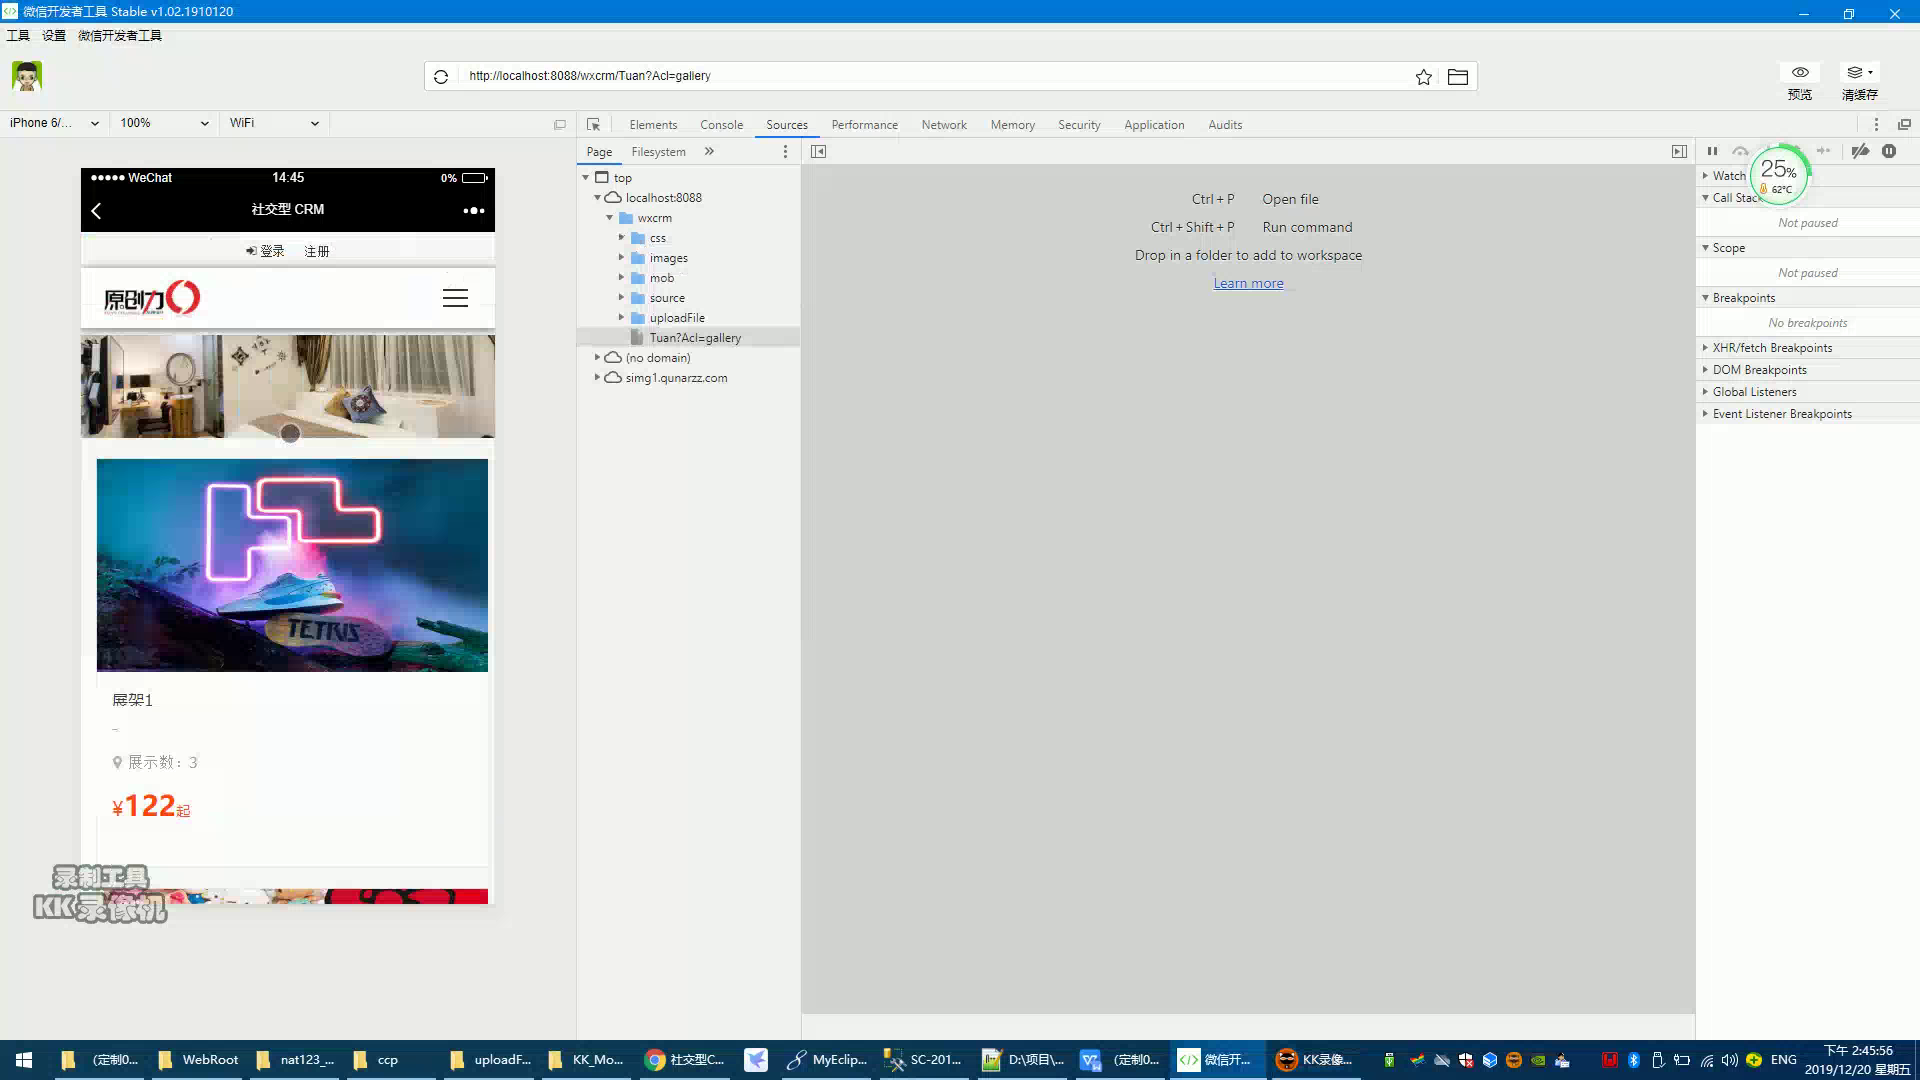 微信开发者工具 Stable v1.02.1910120
工具 设置 微信开发者工具
http://localhost:8088/wxcrm/Tuan?Acl=gallery
预览 清缓存
iPhone 6/... 100% WiFi
Elements Console Sources Performance Network Memory Security Application Audits
Page Filesystem »
top
localhost:8088
wxcrm
css
images
mob
source
uploadFile
Tuan?Acl=gallery
(no domain)
simg1.qunarzz.com
Ctrl + P Open file
Ctrl + Shift + P Run command
Drop in a folder to add to workspace
Learn more
25%
62°C
Watch
Call Stack
Not paused
Scope
Not paused
Breakpoints
No breakpoints
XHR/fetch Breakpoints
DOM Breakpoints
Global Listeners
Event Listener Breakpoints
WeChat 14:45 0%
社交型 CRM
登录 注册
原创力
TETRIS
展架1
-
展示数：3
¥122起
录制工具
KK录像机
(定制0... WebRoot nat123_... ccp uploadF... KK_Mo... 社交型C... MyEclip... SC-201... D:\项目\... (定制0... 微信开... KK录像... ENG
下午 2:45:56
2019/12/20 星期五